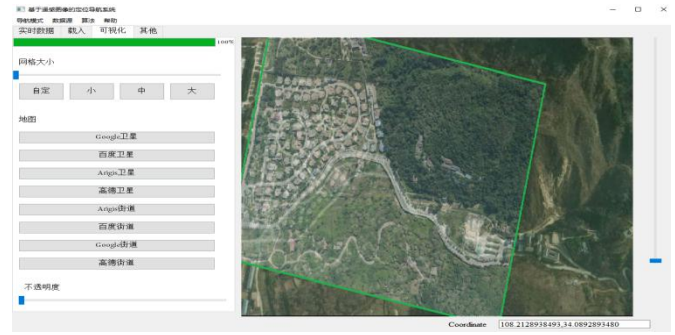 基于遥感图像的定位导航系统
导航模式 数据源 算法 帮助
实时数据 载入 可视化 其他
100%
网格大小
自定 小 中 大
地图
Google卫星
百度卫星
Arigis卫星
高德卫星
Arigis街道
百度街道
Google街道
高德街道
不透明度
Coordinate 108.2128938493,34.0892893480